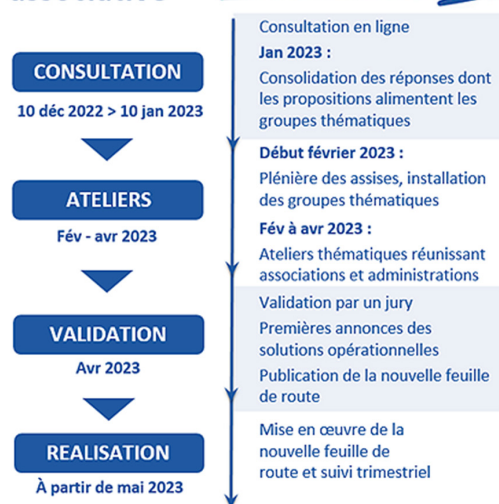 CONSULTATION
10 déc 2022 > 10 jan 2023
Consultation en ligne
Jan 2023 :
Consolidation des réponses dont
les propositions alimentent les
groupes thématiques
ATELIERS
Fév - avr 2023
Début février 2023 :
Plénière des assises, installation
des groupes thématiques
Fév à avr 2023 :
Ateliers thématiques réunissant
associations et administrations
VALIDATION
Avr 2023
Validation par un jury
Premières annonces des
solutions opérationnelles
Publication de la nouvelle feuille
de route
REALISATION
À partir de mai 2023
Mise en œuvre de la
nouvelle feuille de
route et suivi trimestriel